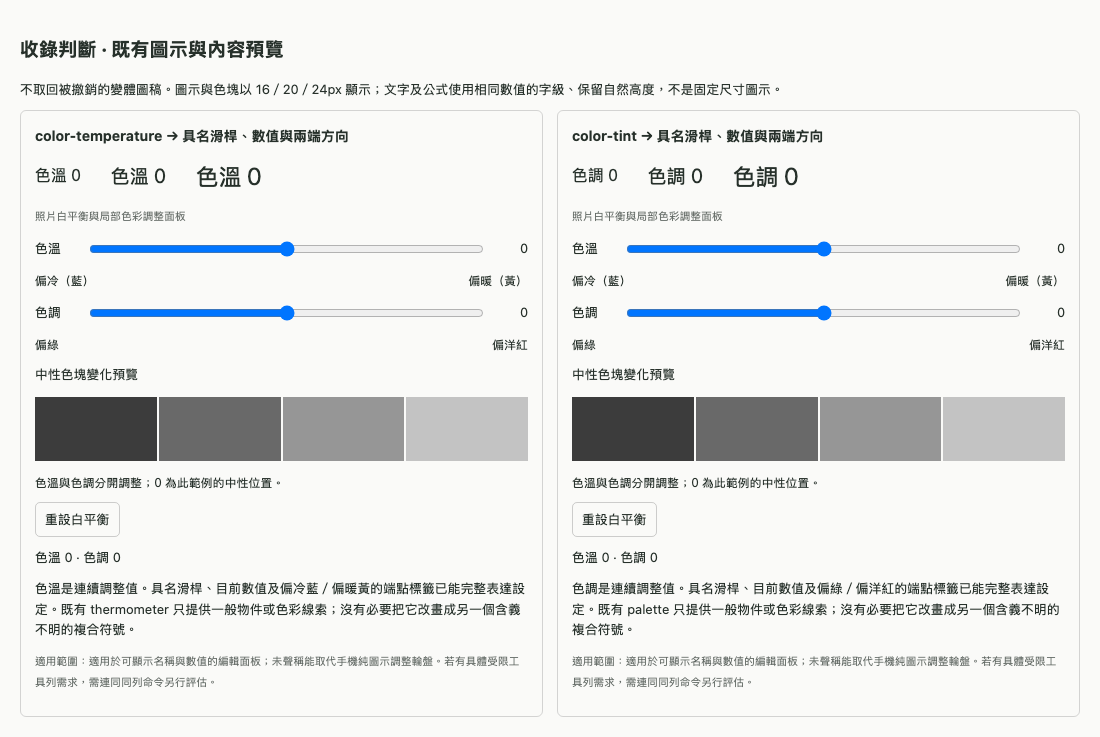 收錄判斷 · 既有圖示與內容預覽
不取回被撤銷的變體圖稿。圖示與色塊以 16 / 20 / 24px 顯示；文字及公式使用相同數值的字級、保留自然高度，不是固定尺寸圖示。
color-temperature → 具名滑桿、數值與兩端方向
色溫 0 色溫 0 色溫 0
照片白平衡與局部色彩調整面板
色溫 0
偏冷（藍） 偏暖（黃）
色調 0
偏綠 偏洋紅
中性色塊變化預覽
色溫與色調分開調整；0 為此範例的中性位置。
重設白平衡
色溫 0 · 色調 0
色溫是連續調整值。具名滑桿、目前數值及偏冷藍 / 偏暖黃的端點標籤已能完整表達設
定。既有 thermometer 只提供一般物件或色彩線索；沒有必要把它改畫成另一個含義
不明的複合符號。
適用範圍：適用於可顯示名稱與數值的編輯面板；未聲稱能取代手機純圖示調整輪盤。若有具體受限工
具列需求，需連同同列命令另行評估。
color-tint → 具名滑桿、數值與兩端方向
色調 0 色調 0 色調 0
照片白平衡與局部色彩調整面板
色溫 0
偏冷（藍） 偏暖（黃）
色調 0
偏綠 偏洋紅
中性色塊變化預覽
色溫與色調分開調整；0 為此範例的中性位置。
重設白平衡
色溫 0 · 色調 0
色調是連續調整值。具名滑桿、目前數值及偏綠 / 偏洋紅的端點標籤已能完整表達設
定。既有 palette 只提供一般物件或色彩線索；沒有必要把它改畫成另一個含義不明的
複合符號。
適用範圍：適用於可顯示名稱與數值的編輯面板；未聲稱能取代手機純圖示調整輪盤。若有具體受限工
具列需求，需連同同列命令另行評估。